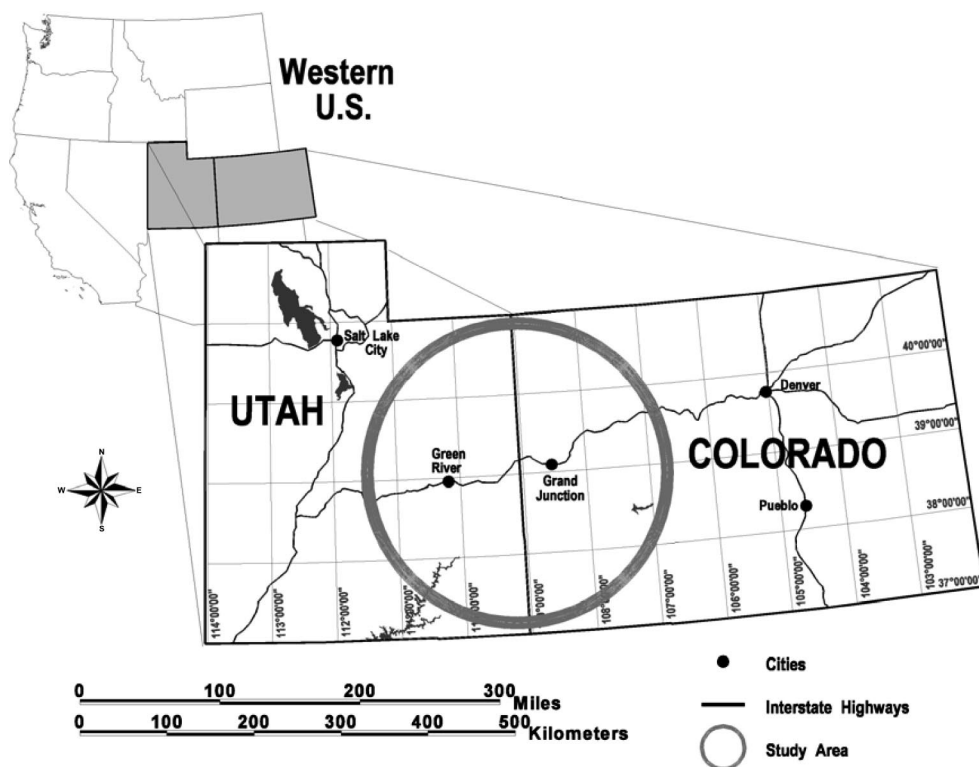 Western
U.S.
Salt Lake
City
UTAH
Green
River
Grand
Junction
Denver
COLORADO
Pueblo
40°00'00"
39°00'00"
38°00'00"
37°00'00"
114°00'00"
113°00'00"
112°00'00"
108°00'00"
107°00'00"
106°00'00"
105°00'00"
104°00'00"
103°00'00"
N
W E
S
0 100 200 300
Miles
0 100 200 300 400 500
Kilometers
Cities
Interstate Highways
Study Area